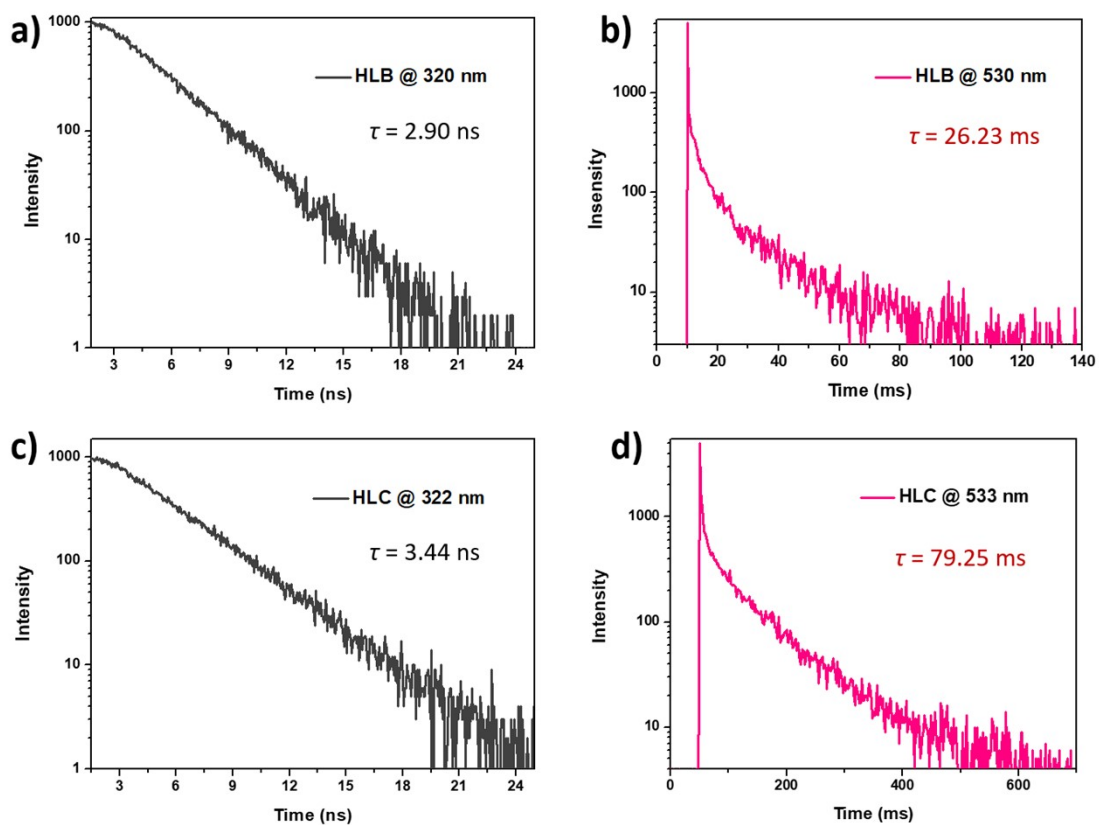 a)
1000
100
10
1
Intensity
HLB @ 320 nm
τ = 2.90 ns
3 6 9 12 15 18 21 24
Time (ns)
b)
1000
100
10
Insensity
HLB @ 530 nm
τ = 26.23 ms
0 20 40 60 80 100 120 140
Time (ms)
c)
1000
100
10
1
Intensity
HLC @ 322 nm
τ = 3.44 ns
3 6 9 12 15 18 21 24
Time (ns)
d)
1000
100
10
Intensity
HLC @ 533 nm
τ = 79.25 ms
0 200 400 600
Time (ms)